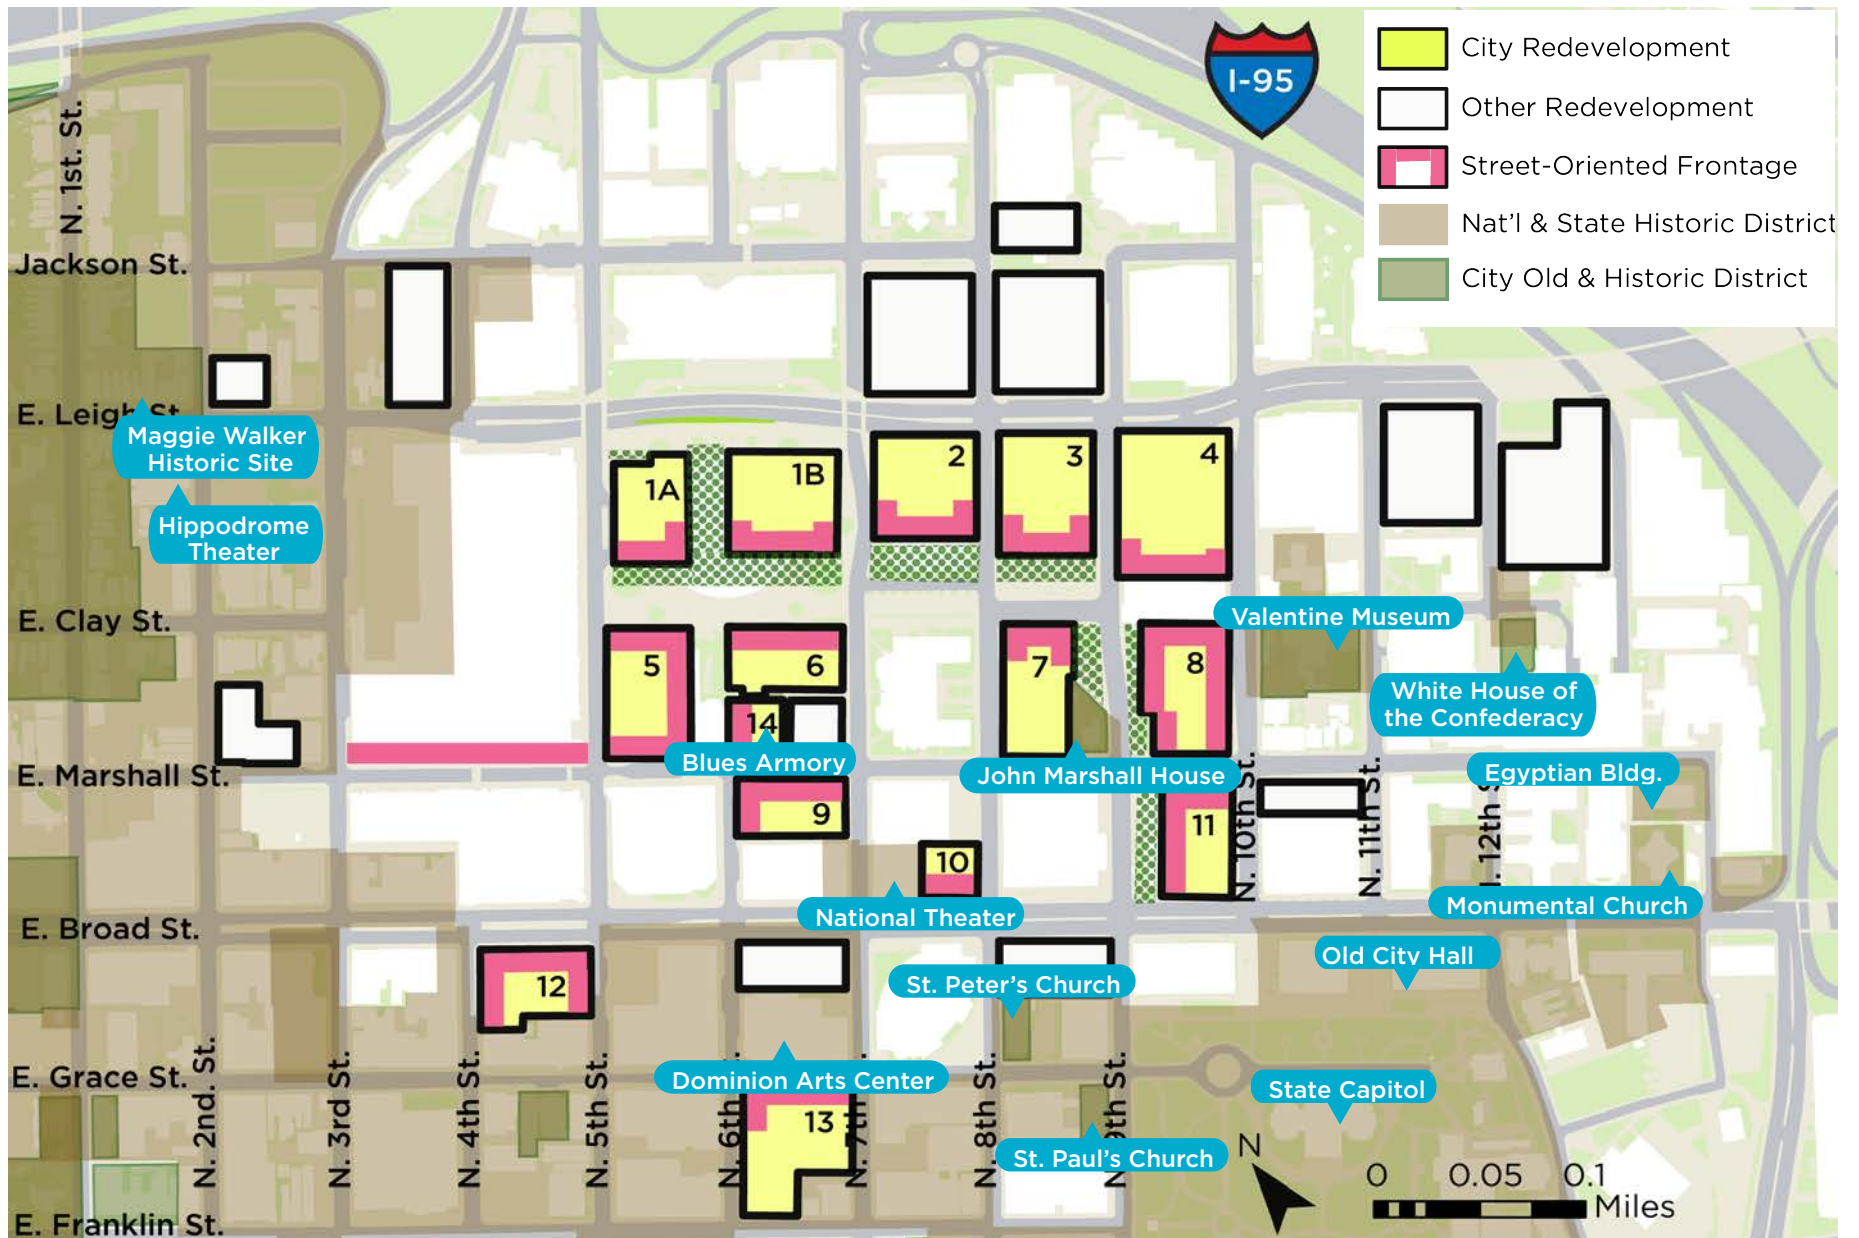 I-95
City Redevelopment
Other Redevelopment
Street-Oriented Frontage
Nat'l & State Historic District
City Old & Historic District
N. 1st. St.
Jackson St.
E. Leigh St.
Maggie Walker
Historic Site
Hippodrome
Theater
1A
1B
2
3
4
E. Clay St.
Valentine Museum
5
6
7
8
White House of
the Confederacy
14
Blues Armory
John Marshall House
E. Marshall St.
Egyptian Bldg.
9
10
11
N. 10th St.
N. 11th St.
12th S
National Theater
Monumental Church
E. Broad St.
Old City Hall
St. Peter's Church
12
E. Grace St.
Dominion Arts Center
State Capitol
N. 2nd. St.
N. 3rd St.
N. 4th St.
N. 5th St.
N. 6th
13
N. 7th
N. 8th St.
N. 9th St.
St. Paul's Church
N
0 0.05 0.1
Miles
E. Franklin St.